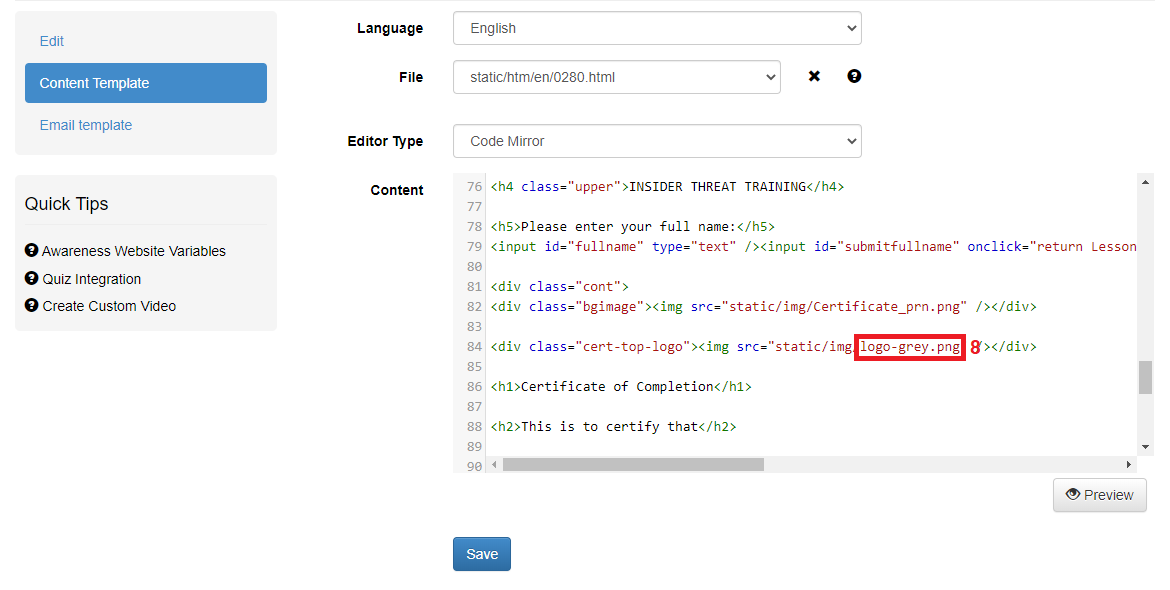 Edit
Content Template
Email template
Quick Tips
Awareness Website Variables
Quiz Integration
Create Custom Video
Language English
File static/htm/en/0280.html
Editor Type Code Mirror
Content
76 <h4 class="upper">INSIDER THREAT TRAINING</h4>
77
78 <h5>Please enter your full name:</h5>
79 <input id="fullname" type="text" /><input id="submitfullname" onclick="return Lesson
80
81 <div class="cont">
82 <div class="bgimage"><img src="static/img/Certificate_prn.png" /></div>
83
84 <div class="cert-top-logo"><img src="static/img/logo-grey.png 8 /></div>
85
86 <h1>Certificate of Completion</h1>
87
88 <h2>This is to certify that</h2>
89
90
Preview
Save